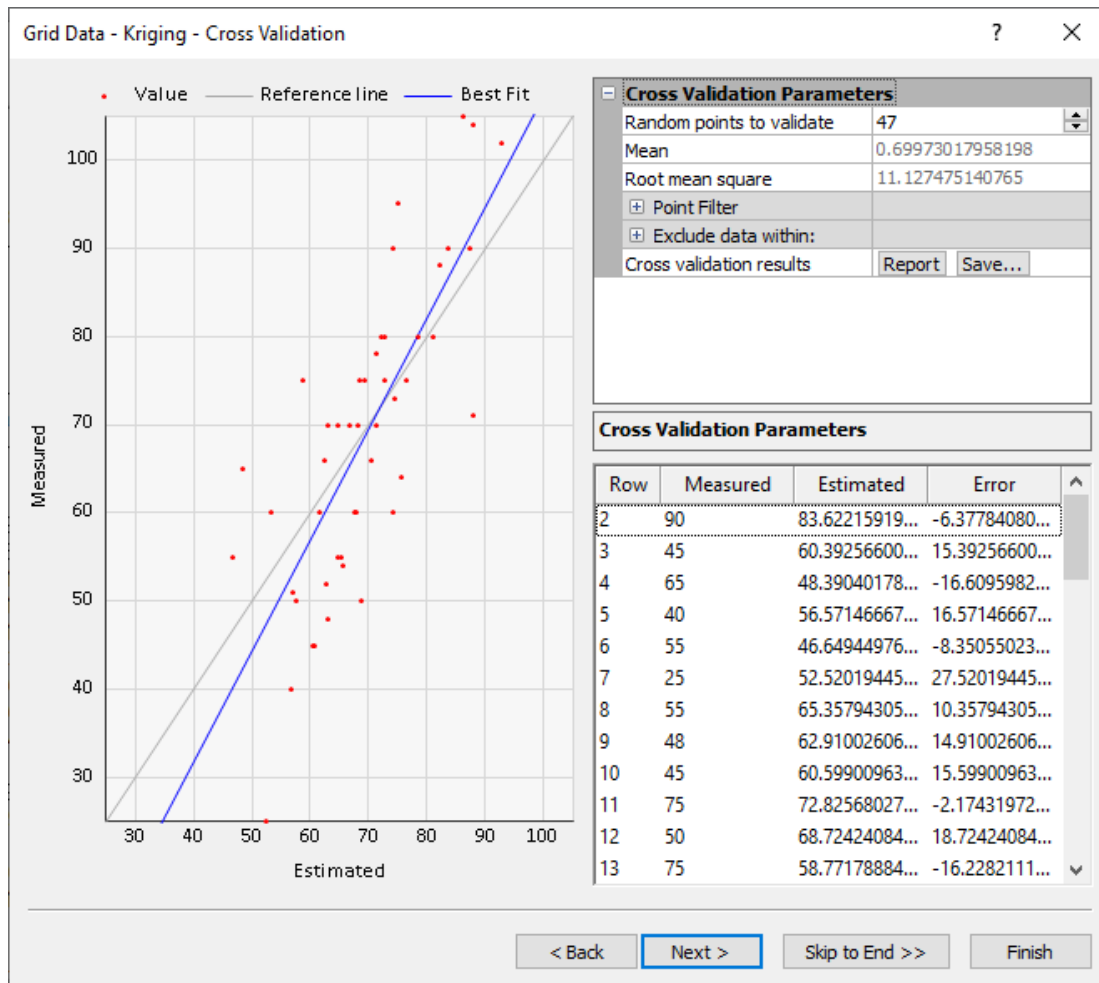 Grid Data - Kriging - Cross Validation ? ×
Value Reference line Best Fit
100
90
80
70
60
50
40
30
Measured
30 40 50 60 70 80 90 100
Estimated
Cross Validation Parameters
Random points to validate 47
Mean 0.69973017958198
Root mean square 11.127475140765
Point Filter
Exclude data within:
Cross validation results Report Save...
Cross Validation Parameters
Row Measured Estimated Error
2 90 83.62215919... -6.37784080...
3 45 60.39256600... 15.39256600...
4 65 48.39040178... -16.6095982...
5 40 56.57146667... 16.57146667...
6 55 46.64944976... -8.35055023...
7 25 52.52019445... 27.52019445...
8 55 65.35794305... 10.35794305...
9 48 62.91002606... 14.91002606...
10 45 60.59900963... 15.59900963...
11 75 72.82568027... -2.17431972...
12 50 68.72424084... 18.72424084...
13 75 58.77178884... -16.2282111...
< Back Next > Skip to End >> Finish